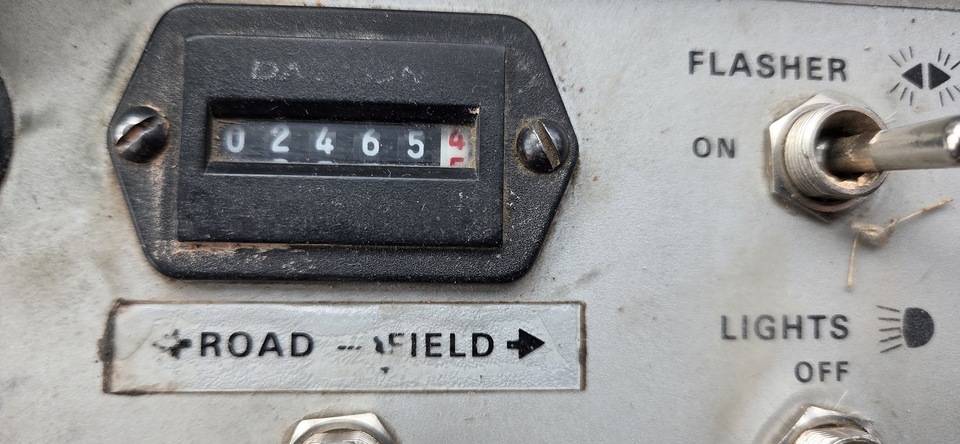 024654
FLASHER
ON
ROAD FIELD
LIGHTS
OFF